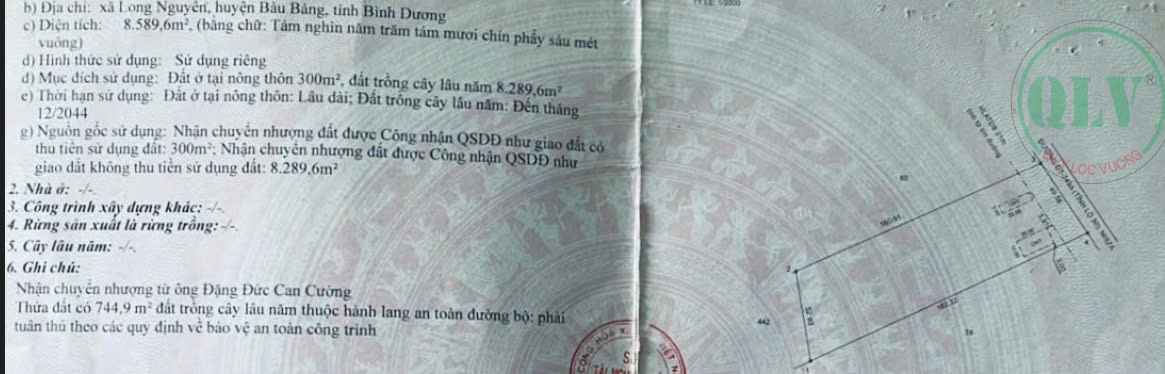 b) Địa chỉ: xã Long Nguyên, huyện Bàu Bàng, tỉnh Bình Dương
c) Diện tích: 8.589,6m², (bằng chữ: Tám nghìn năm trăm tám mươi chín phẩy sáu mét
vuông)
d) Hình thức sử dụng: Sử dụng riêng
đ) Mục đích sử dụng: Đất ở tại nông thôn 300m², đất trồng cây lâu năm 8.289,6m²
e) Thời hạn sử dụng: Đất ở tại nông thôn: Lâu dài; Đất trồng cây lâu năm: Đến tháng
12/2044
g) Nguồn gốc sử dụng: Nhận chuyển nhượng đất được Công nhận QSDĐ như giao đất có
thu tiền sử dụng đất: 300m²; Nhận chuyển nhượng đất được Công nhận QSDĐ như
giao đất không thu tiền sử dụng đất: 8.289,6m²
2. Nhà ở: -/-.
3. Công trình xây dựng khác: -/-.
4. Rừng sản xuất là rừng trồng: -/-.
5. Cây lâu năm: -/-.
6. Ghi chú:
Nhận chuyển nhượng từ ông Đặng Đức Can Cường
Thửa đất có 744,9 m² đất trồng cây lâu năm thuộc hành lang an toàn đường bộ: phải
tuân thủ theo các quy định về bảo vệ an toàn công trình
QLV®
LOC VUONG
442
2
3